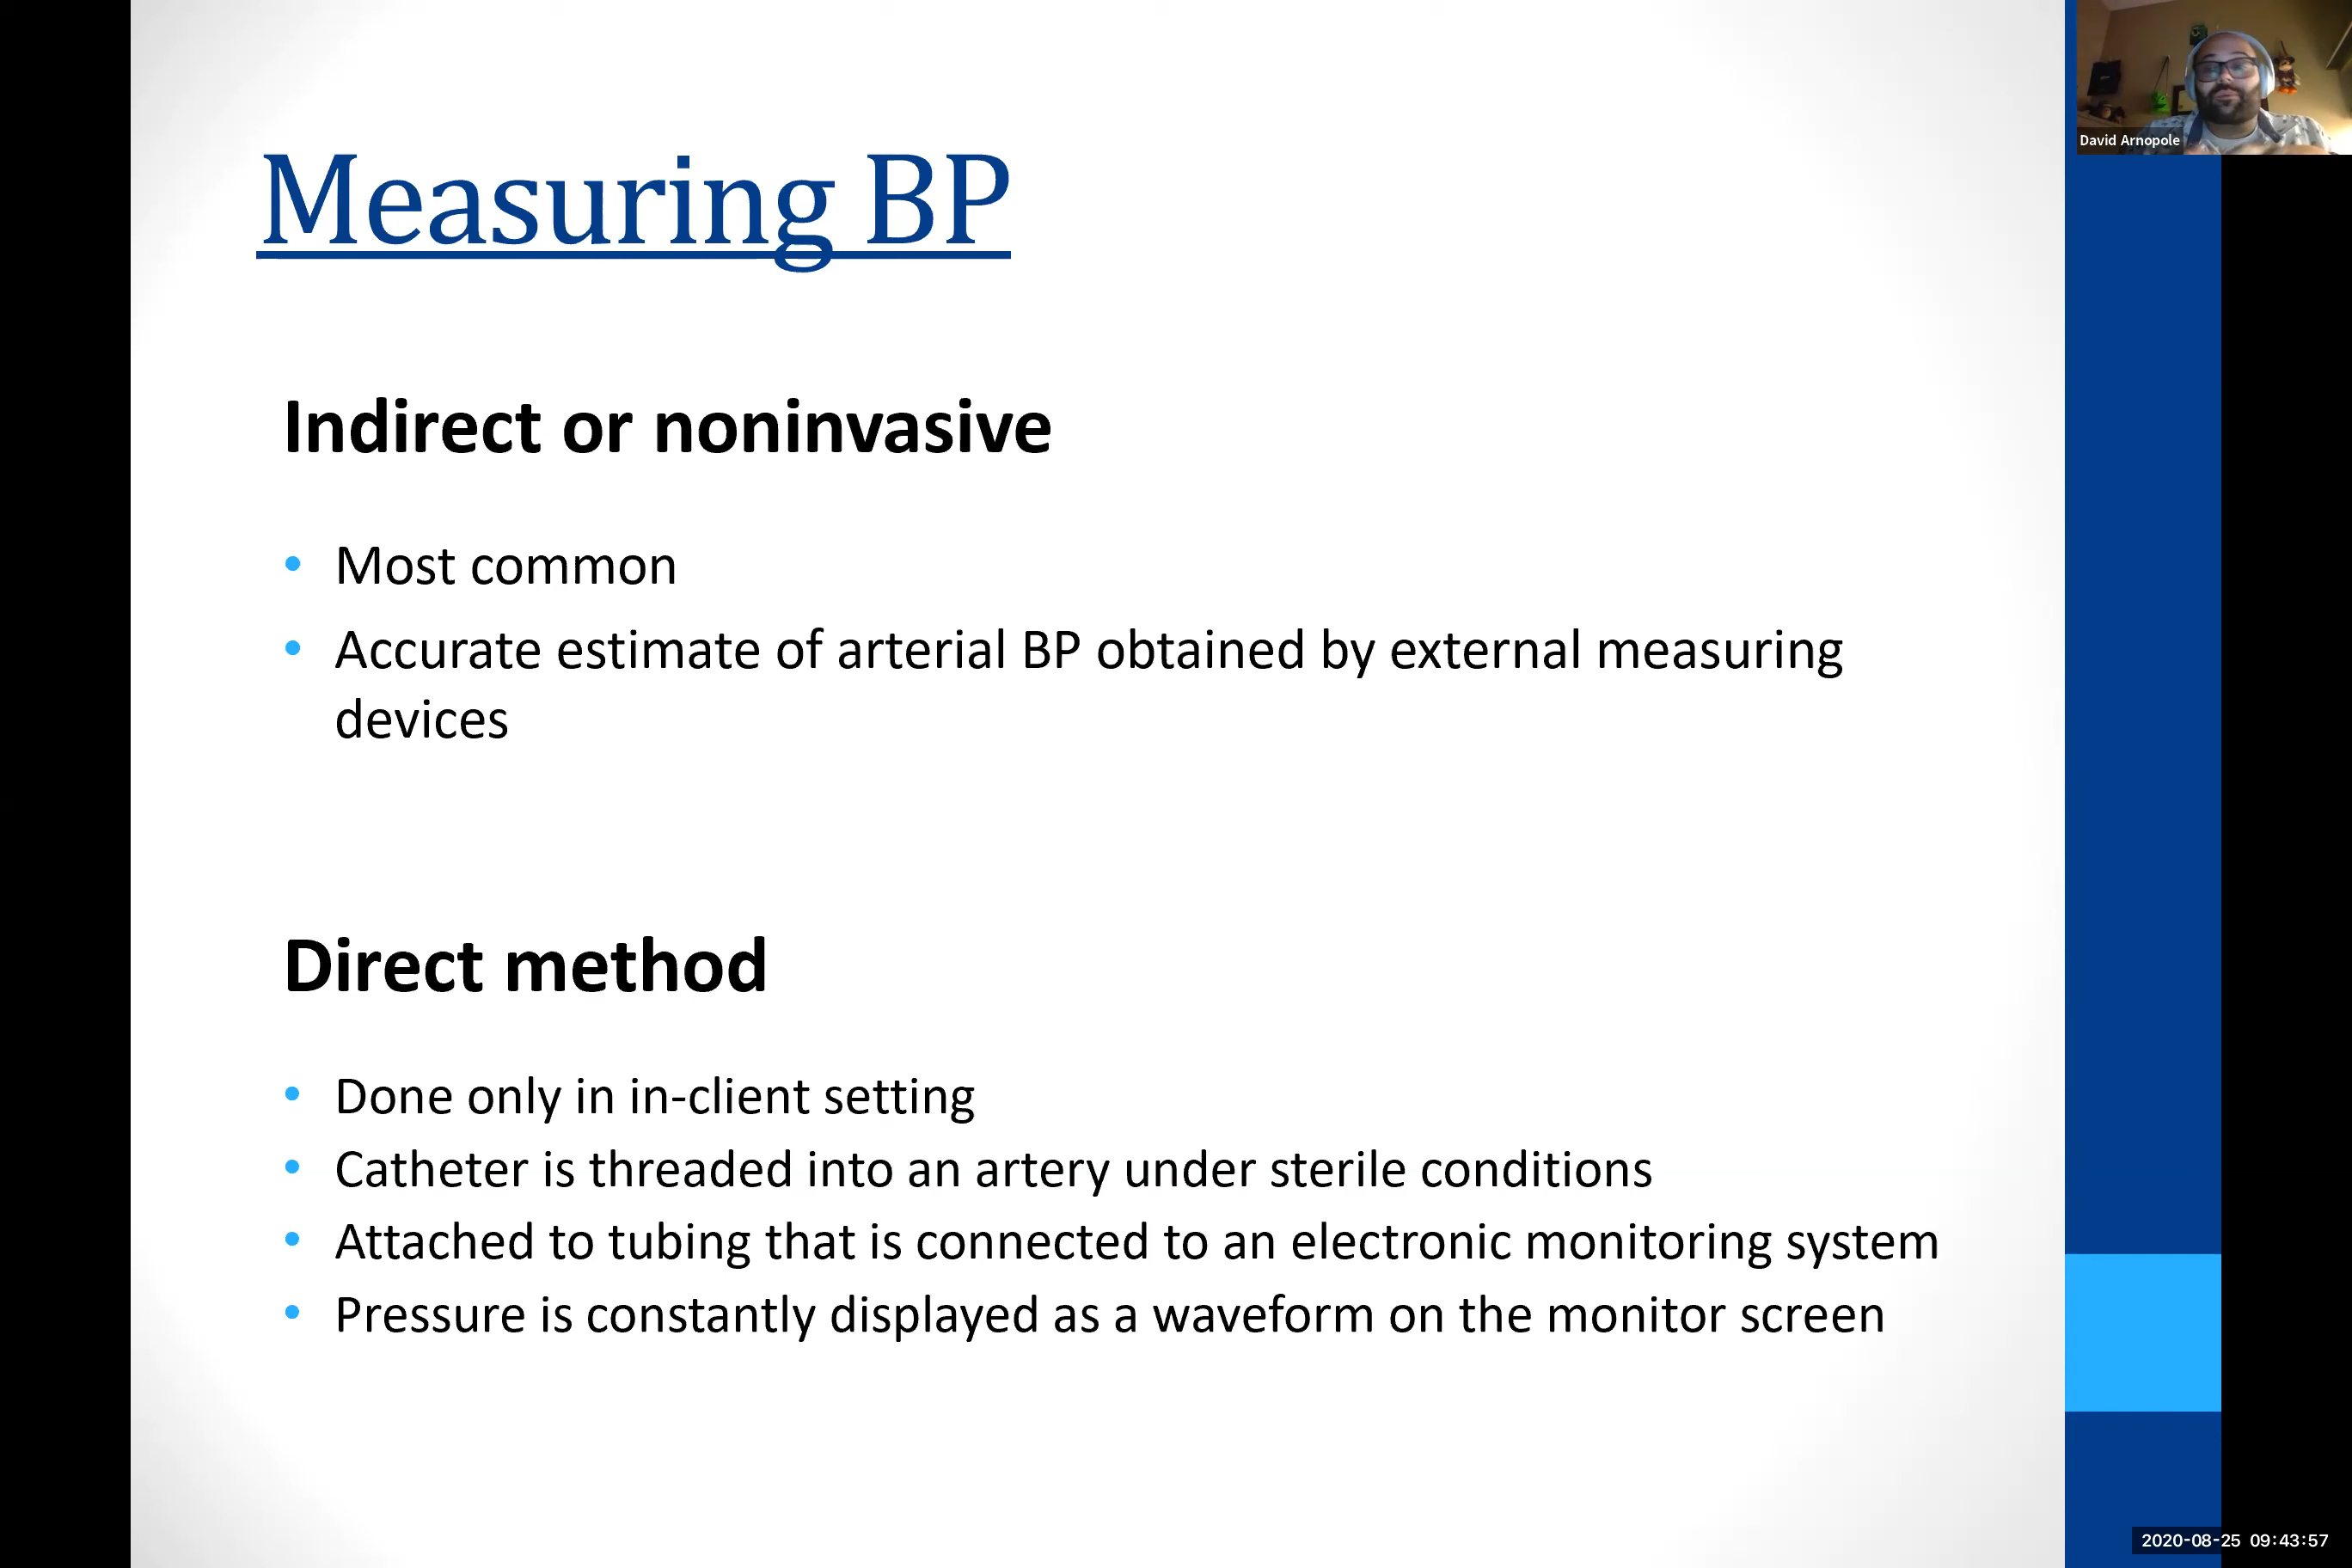 Measuring BP
David Arnopole
Indirect or noninvasive
• Most common
• Accurate estimate of arterial BP obtained by external measuring
devices
Direct method
• Done only in in-client setting
• Catheter is threaded into an artery under sterile conditions
• Attached to tubing that is connected to an electronic monitoring system
• Pressure is constantly displayed as a waveform on the monitor screen
2020-08-25 09:43:57